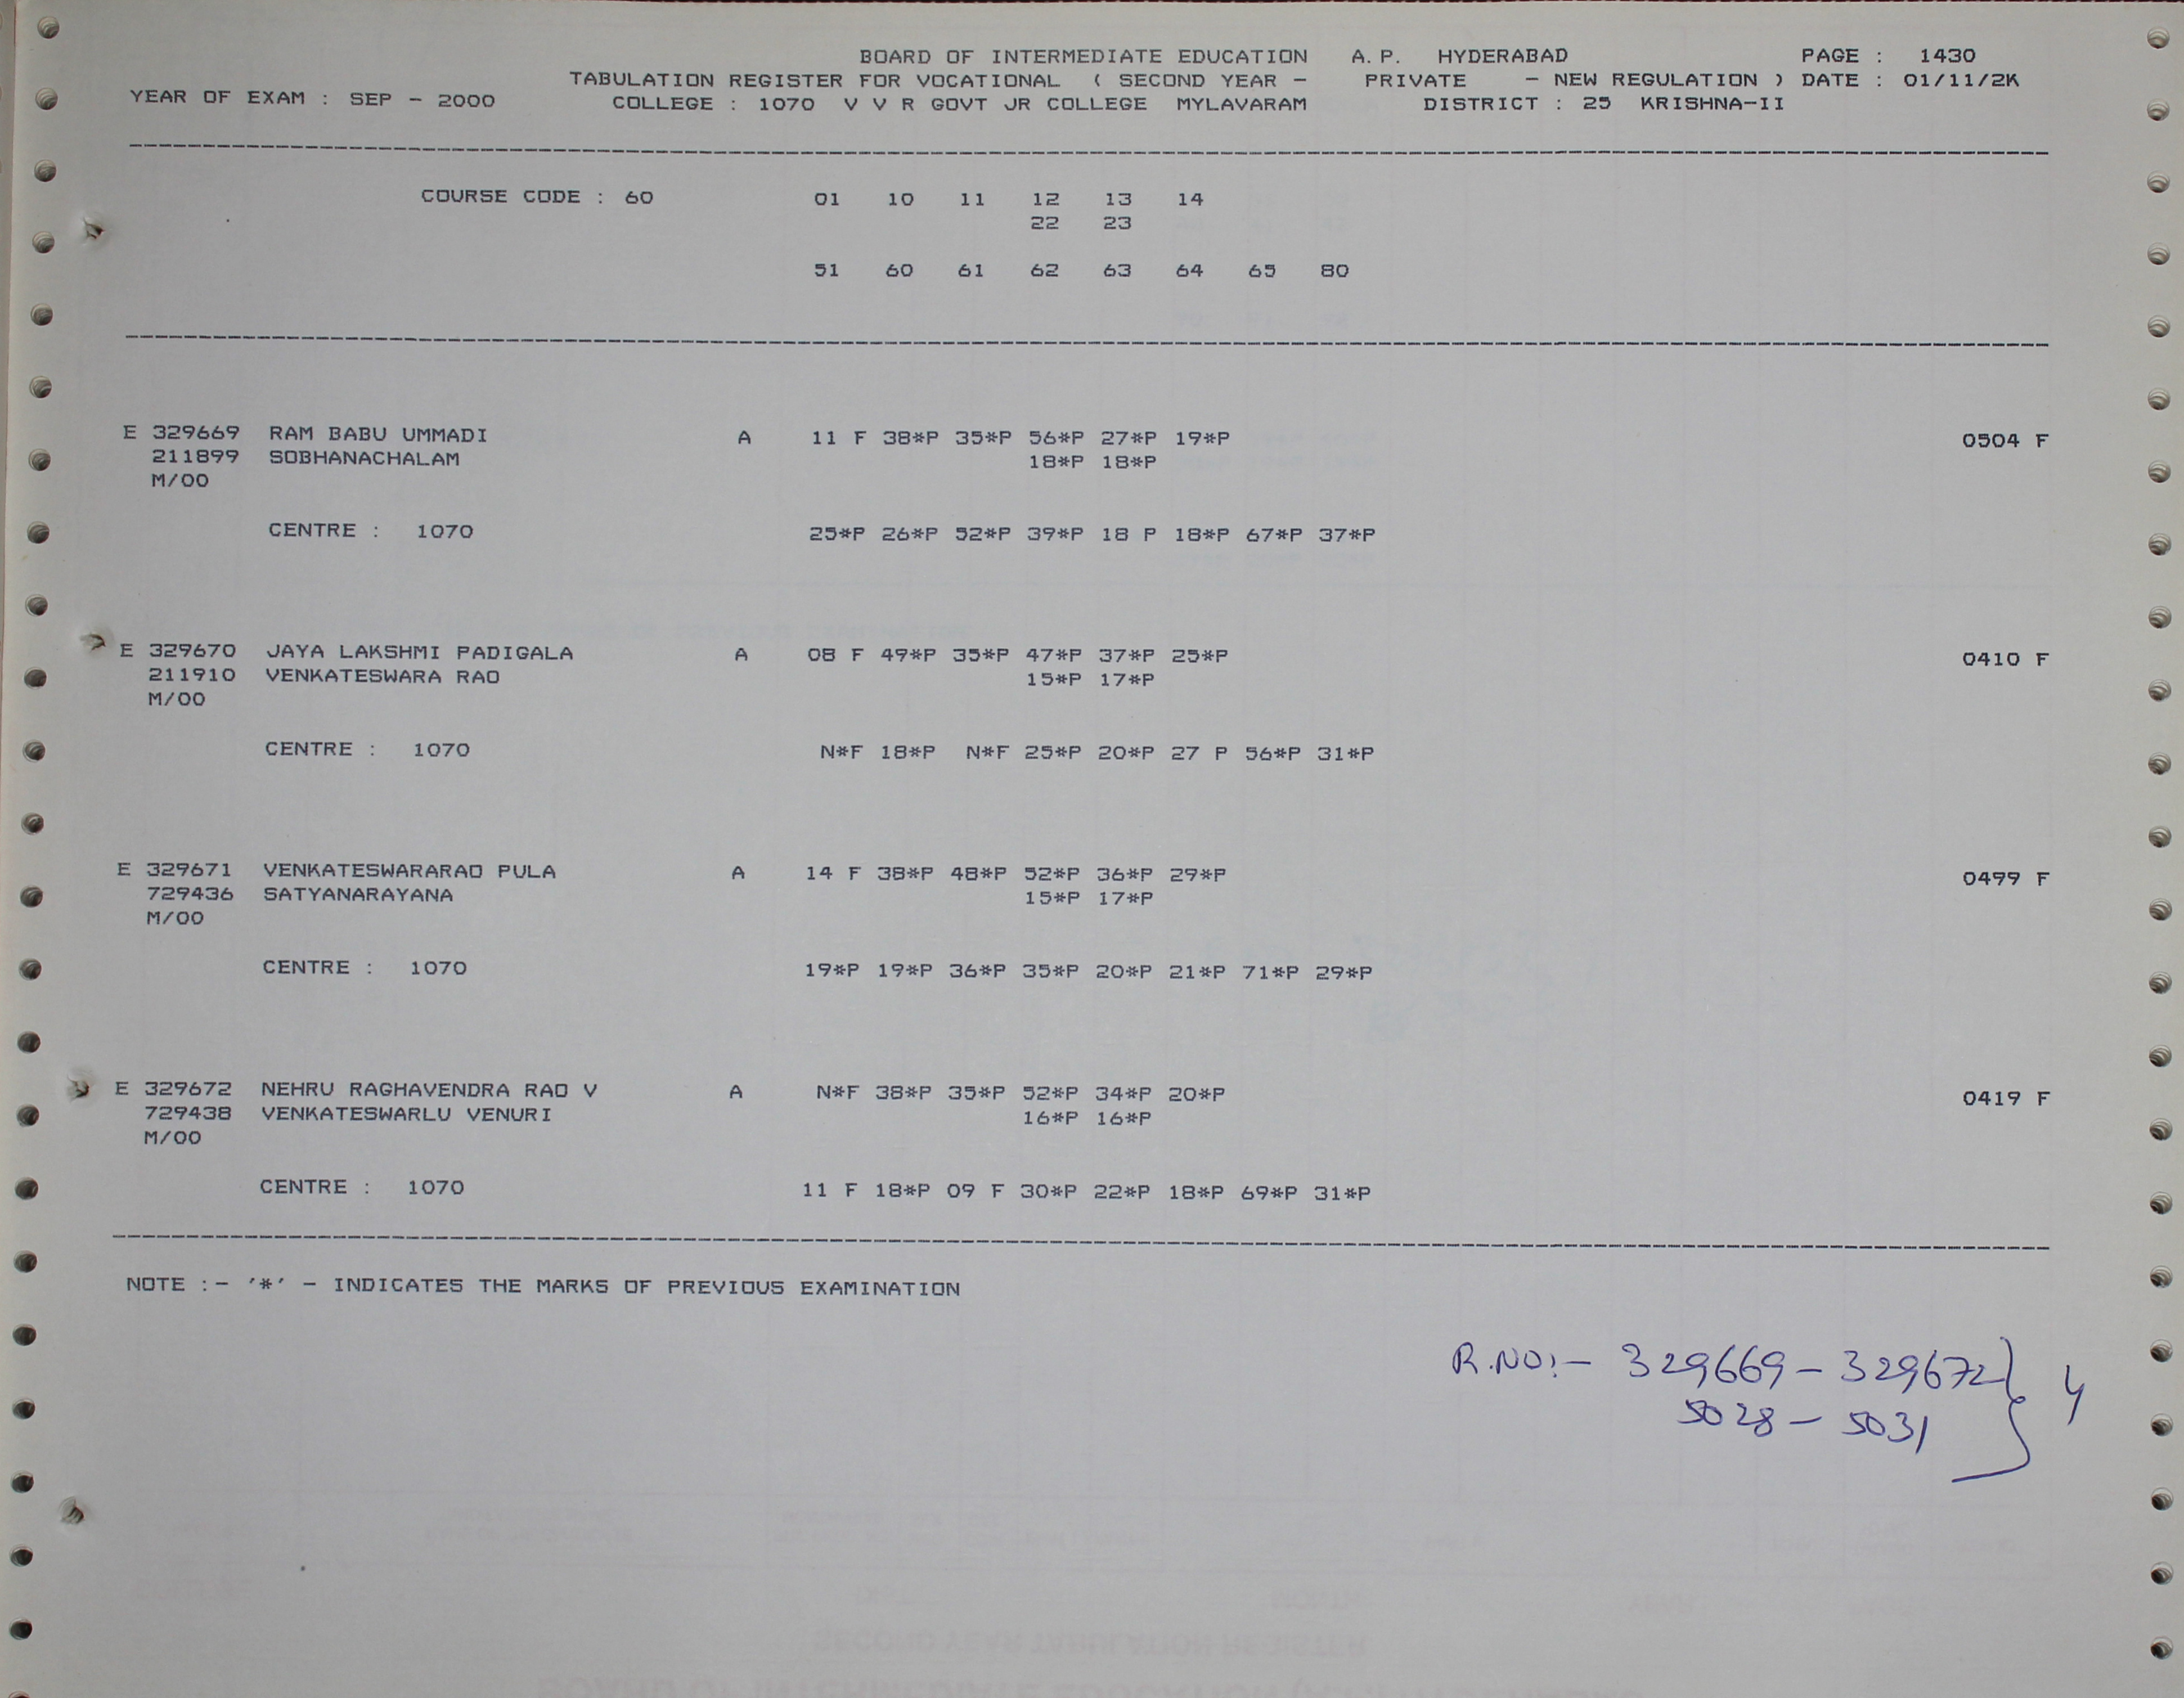 BOARD OF INTERMEDIATE EDUCATION A.P. HYDERABAD PAGE : 1430
TABULATION REGISTER FOR VOCATIONAL ( SECOND YEAR - PRIVATE - NEW REGULATION ) DATE : 01/11/2K
YEAR OF EXAM : SEP - 2000 COLLEGE : 1070 V V R GOVT JR COLLEGE MYLAVARAM DISTRICT : 25 KRISHNA-II
COURSE CODE : 60 01 10 11 12 13 14
22 23
51 60 61 62 63 64 65 80
E 329669 RAM BABU UMMADI A 11 F 38*P 35*P 56*P 27*P 19*P 0504 F
211899 SOBHANACHALAM 18*P 18*P
M/00
CENTRE : 1070 25*P 26*P 52*P 39*P 18 P 18*P 67*P 37*P
E 329670 JAYA LAKSHMI PADIGALA A 08 F 49*P 35*P 47*P 37*P 25*P 0410 F
211910 VENKATESWARA RAO 15*P 17*P
M/00
CENTRE : 1070 N*F 18*P N*F 25*P 20*P 27 P 56*P 31*P
E 329671 VENKATESWARARAO PULA A 14 F 38*P 48*P 52*P 36*P 29*P 0499 F
729436 SATYANARAYANA 15*P 17*P
M/00
CENTRE : 1070 19*P 19*P 36*P 35*P 20*P 21*P 71*P 29*P
E 329672 NEHRU RAGHAVENDRA RAO V A N*F 38*P 35*P 52*P 34*P 20*P 0419 F
729438 VENKATESWARLU VENURI 16*P 16*P
M/00
CENTRE : 1070 11 F 18*P 09 F 30*P 22*P 18*P 69*P 31*P
NOTE :- '*' - INDICATES THE MARKS OF PREVIOUS EXAMINATION
R.NO:- 329669 - 329672 } 4
5028 - 5031